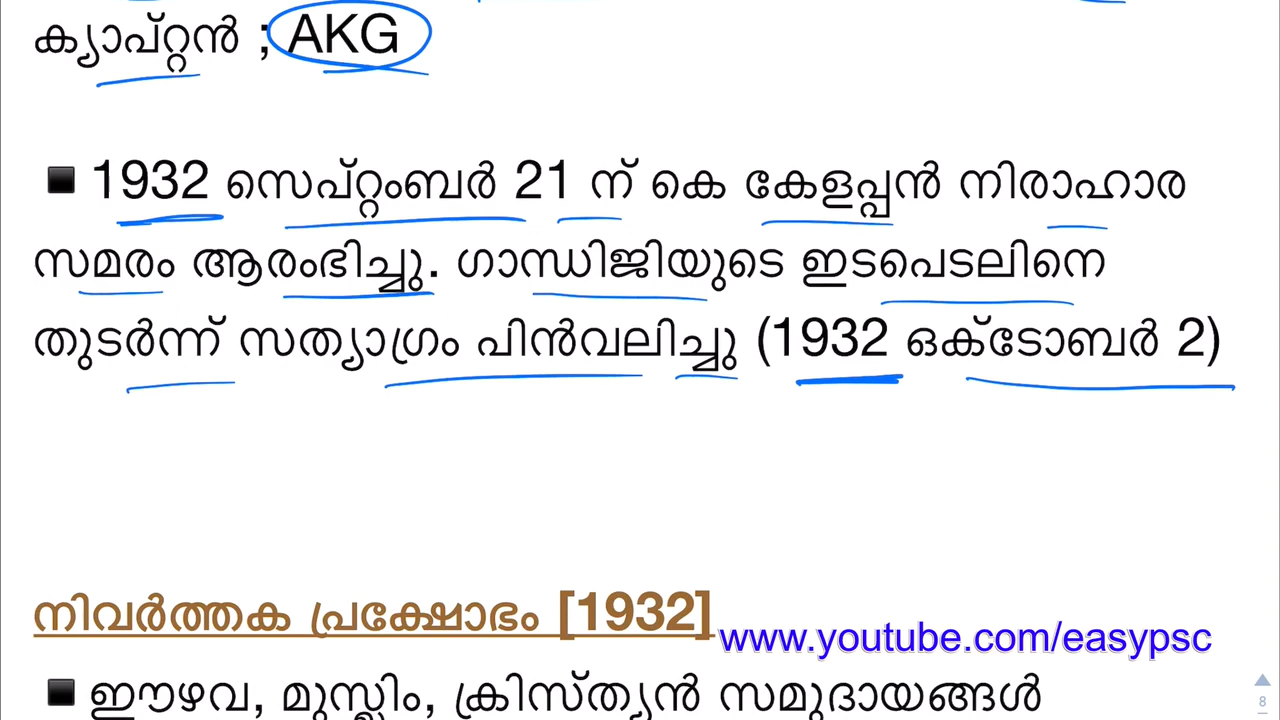 ക്യാപ്റ്റൻ ; AKG
▪ 1932 സെപ്റ്റംബർ 21 ന് കെ കേളപ്പൻ നിരാഹാര
സമരം ആരംഭിച്ചു. ഗാന്ധിജിയുടെ ഇടപെടലിനെ
തുടർന്ന് സത്യാഗ്രം പിൻവലിച്ചു (1932 ഒക്ടോബർ 2)
നിവർത്തക പ്രക്ഷോഭം [1932]
www.youtube.com/easypsc
▪ ഈഴവ, മുസ്ലിം, ക്രിസ്ത്യൻ സമുദായങ്ങൾ
8